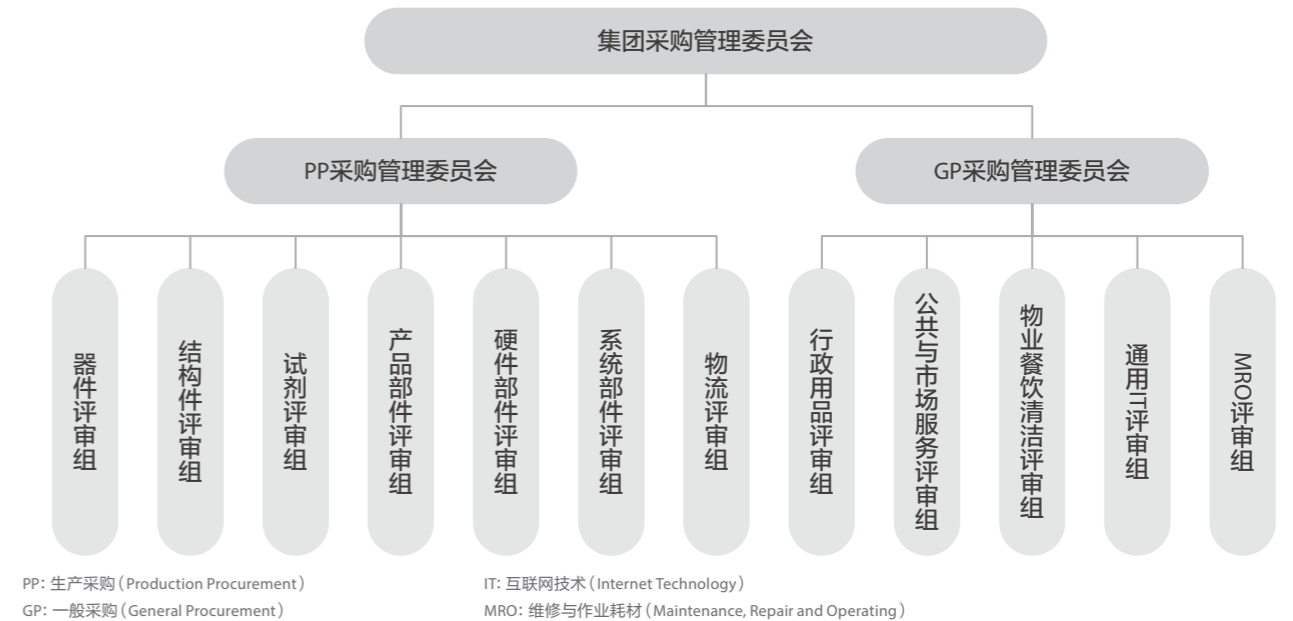 集团采购管理委员会
PP采购管理委员会
GP采购管理委员会
器件评审组
结构件评审组
试剂评审组
产品部件评审组
硬件部件评审组
系统部件评审组
物流评审组
行政用品评审组
公共与市场服务评审组
物业餐饮清洁评审组
通用IT评审组
MRO评审组
PP：生产采购（Production Procurement）
IT：互联网技术（Internet Technology）
GP：一般采购（General Procurement）
MRO：维修与作业耗材（Maintenance, Repair and Operating）